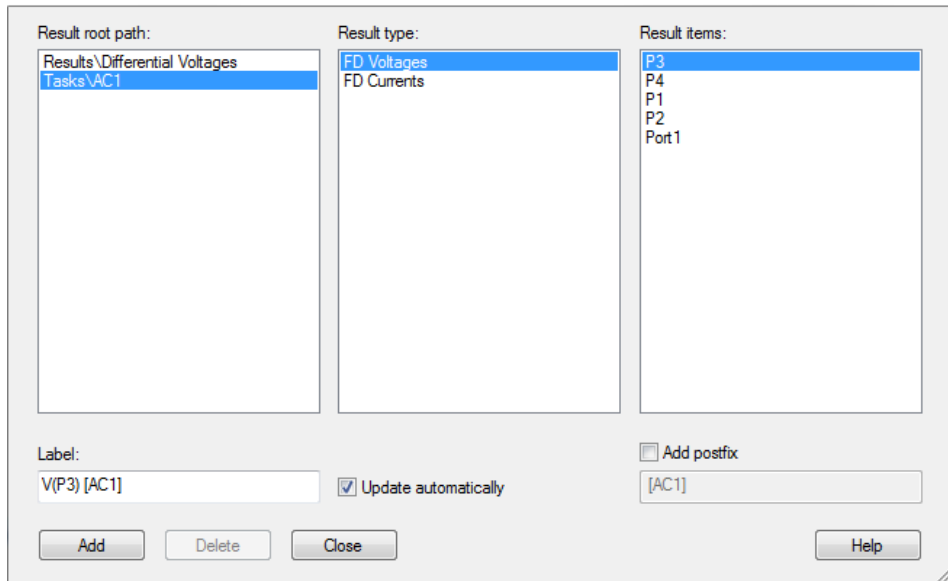 Result root path:
Results\Differential Voltages
Tasks\AC1
Result type:
FD Voltages
FD Currents
Result items:
P3
P4
P1
P2
Port1
Label:
V(P3) [AC1]
Update automatically
Add postfix
[AC1]
Add
Delete
Close
Help